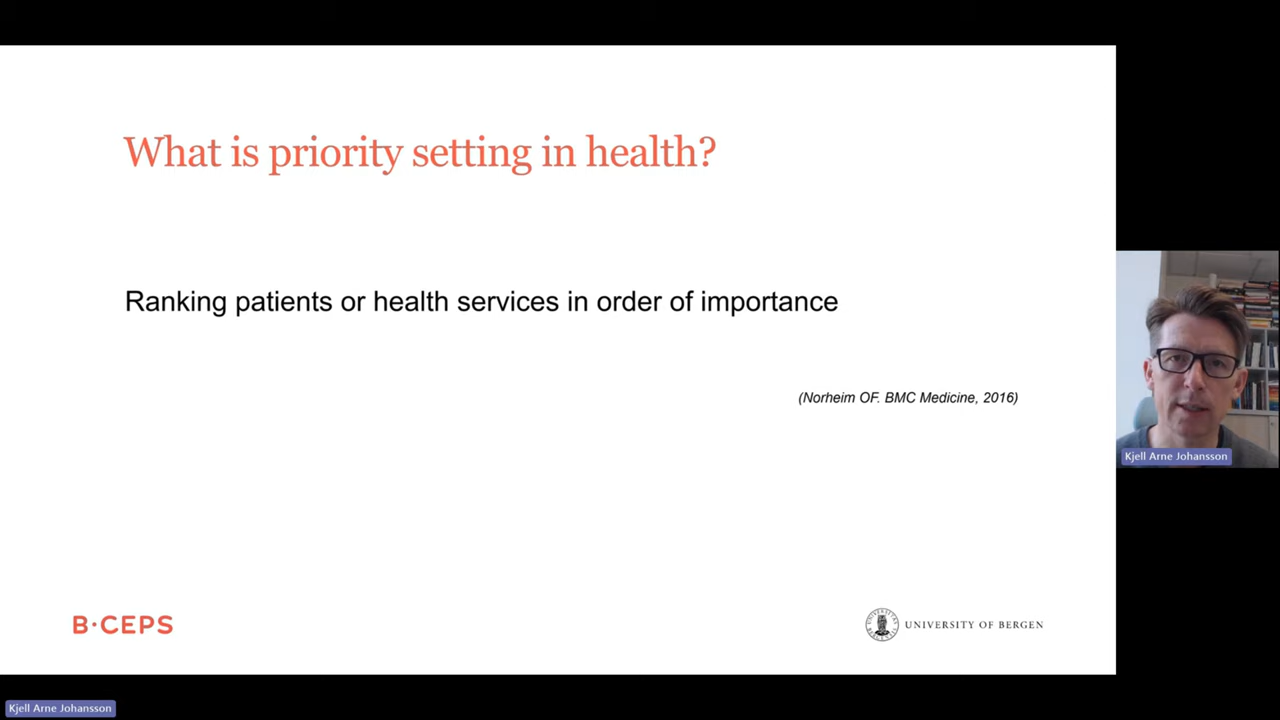 What is priority setting in health?
Ranking patients or health services in order of importance
(Norheim OF. BMC Medicine, 2016)
Kjell Arne Johansson
B·CEPS
UNIVERSITY OF BERGEN
Kjell Arne Johansson